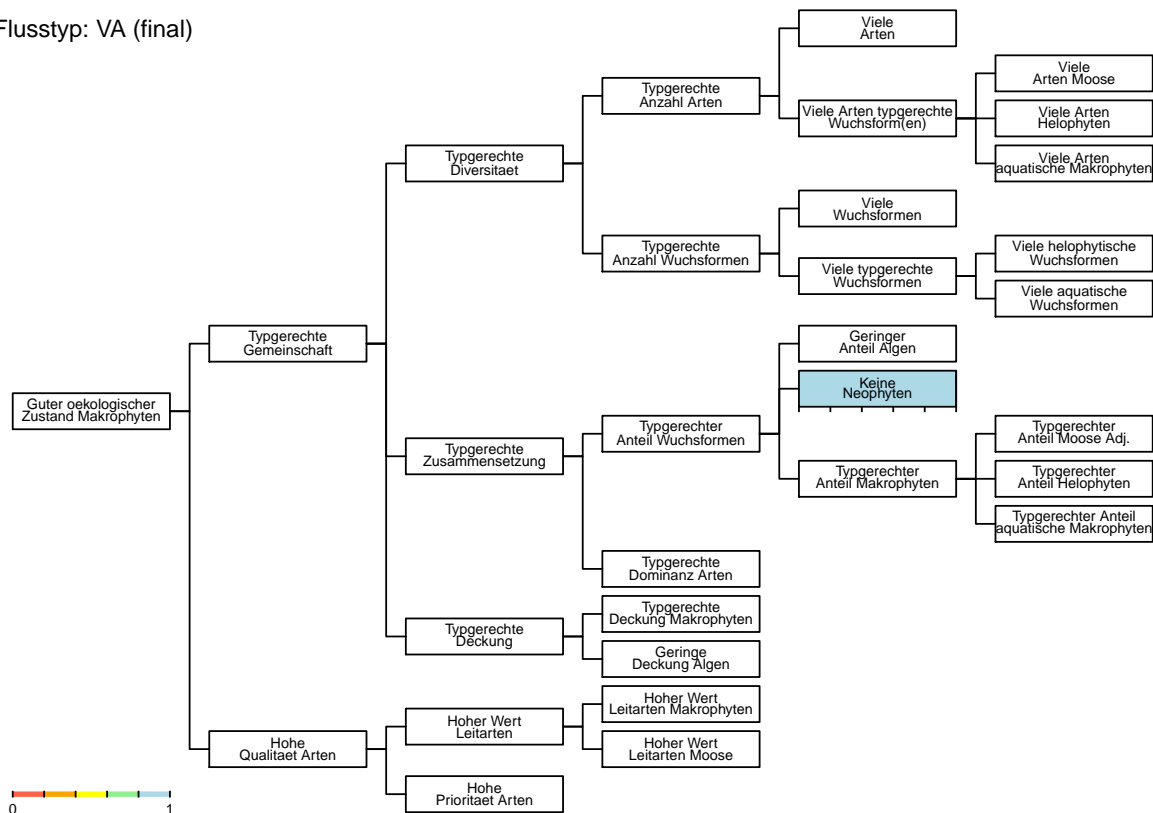 Flusstyp: VA (final)
Viele
Arten
Typgerechte
Anzahl Arten
Viele
Arten Moose
Viele Arten typgerechte
Wuchsform(en)
Viele Arten
Helophyten
Viele Arten
aquatische Makrophyten
Typgerechte
Diversitaet
Viele
Wuchsformen
Typgerechte
Anzahl Wuchsformen
Viele helophytische
Wuchsformen
Viele typgerechte
Wuchsformen
Viele aquatische
Wuchsformen
Typgerechte
Gemeinschaft
Geringer
Anteil Algen
Keine
Neophyten
Guter oekologischer
Zustand Makrophyten
Typgerechter
Anteil Wuchsformen
Typgerechter
Anteil Moose Adj.
Typgerechte
Zusammensetzung
Typgerechter
Anteil Makrophyten
Typgerechter
Anteil Helophyten
Typgerechter Anteil
aquatische Makrophyten
Typgerechte
Dominanz Arten
Typgerechte
Deckung Makrophyten
Typgerechte
Deckung
Geringe
Deckung Algen
Hoher Wert
Leitarten Makrophyten
Hoher Wert
Leitarten
Hohe
Qualitaet Arten
Hoher Wert
Leitarten Moose
Hohe
Prioritaet Arten
0 1